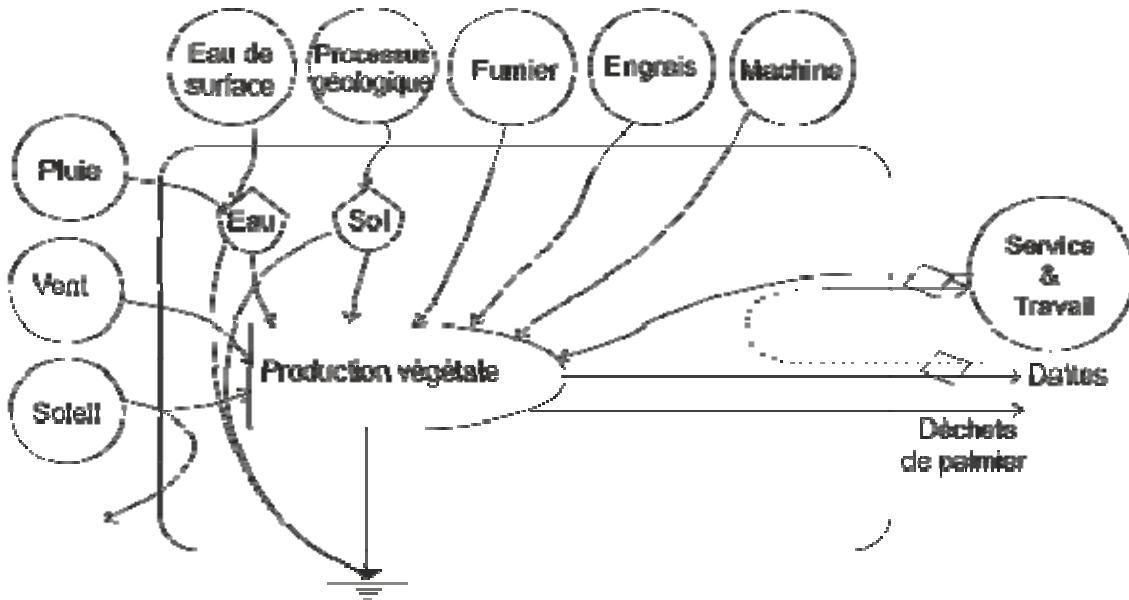 Eau de
surface
Processus
géologique
Fumier
Engrais
Machine
Pluie
Eau
Sol
Service
&
Travail
Vent
Production végétale
Dattes
Soleil
Déchets
de palmier